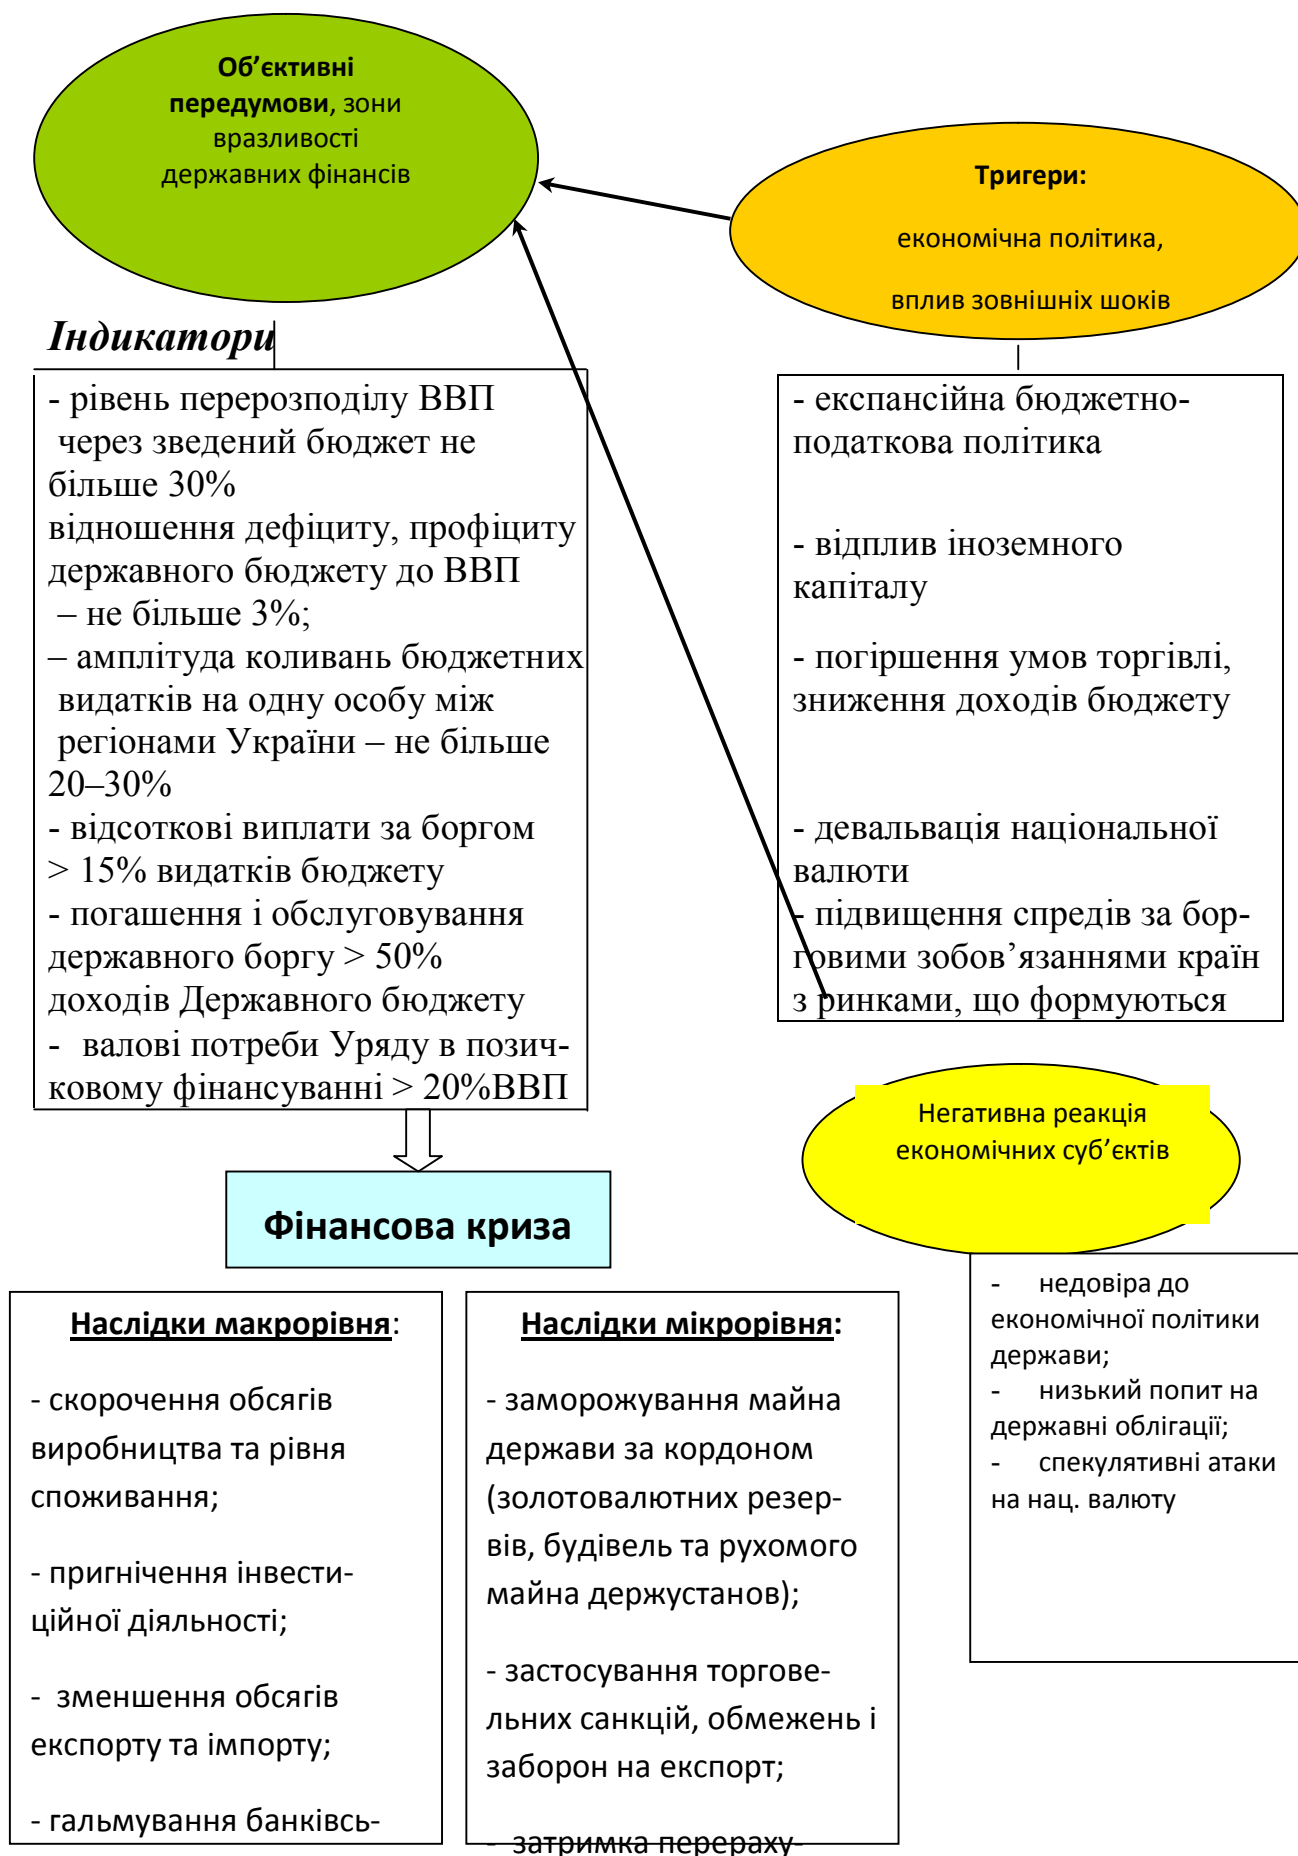 Об’єктивні
передумови, зони
вразливості
державних фінансів
Тригери:
економічна політика,
вплив зовнішніх шоків
Індикатори
- рівень перерозподілу ВВП
через зведений бюджет не
більше 30%
відношення дефіциту, профіциту
державного бюджету до ВВП
– не більше 3%;
– амплітуда коливань бюджетних
видатків на одну особу між
регіонами України – не більше
20–30%
- відсоткові виплати за боргом
> 15% видатків бюджету
- погашення і обслуговування
державного боргу > 50%
доходів Державного бюджету
- валові потреби Уряду в позич-
ковому фінансуванні > 20%ВВП
- експансійна бюджетно-
податкова політика
- відплив іноземного
капіталу
- погіршення умов торгівлі,
зниження доходів бюджету
- девальвація національної
валюти
- підвищення спредів за бор-
говими зобов’язаннями країн
з ринками, що формуються
Негативна реакція
економічних суб’єктів
- недовіра до
економічної політики
держави;
- низький попит на
державні облігації;
- спекулятивні атаки
на нац. валюту
Фінансова криза
Наслідки макрорівня:
- скорочення обсягів
виробництва та рівня
споживання;
- пригнічення інвести-
ційної діяльності;
- зменшення обсягів
експорту та імпорту;
- гальмування банківсь-
Наслідки мікрорівня:
- заморожування майна
держави за кордоном
(золотовалютних резер-
вів, будівель та рухомого
майна держустанов);
- застосування торгове-
льних санкцій, обмежень і
заборон на експорт;
- затримка перераху-